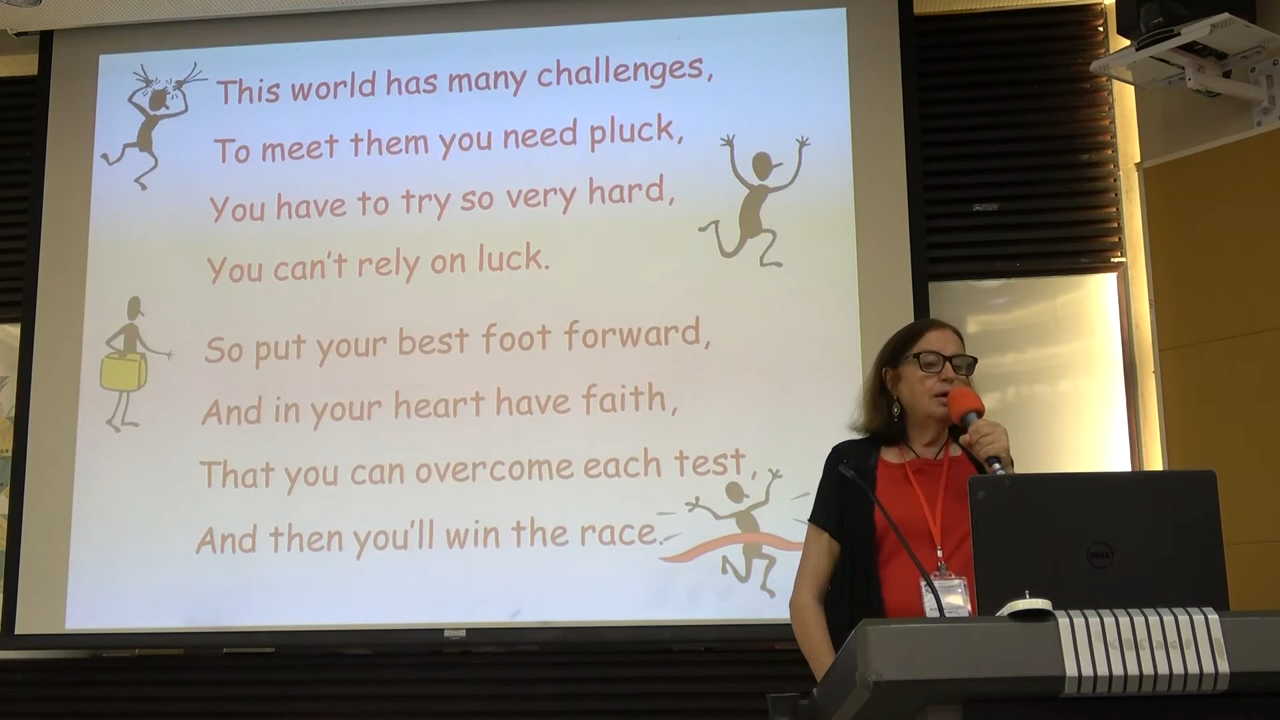 This world has many challenges,
To meet them you need pluck,
You have to try so very hard,
You can't rely on luck.
So put your best foot forward,
And in your heart have faith,
That you can overcome each test,
And then you'll win the race.
DELL